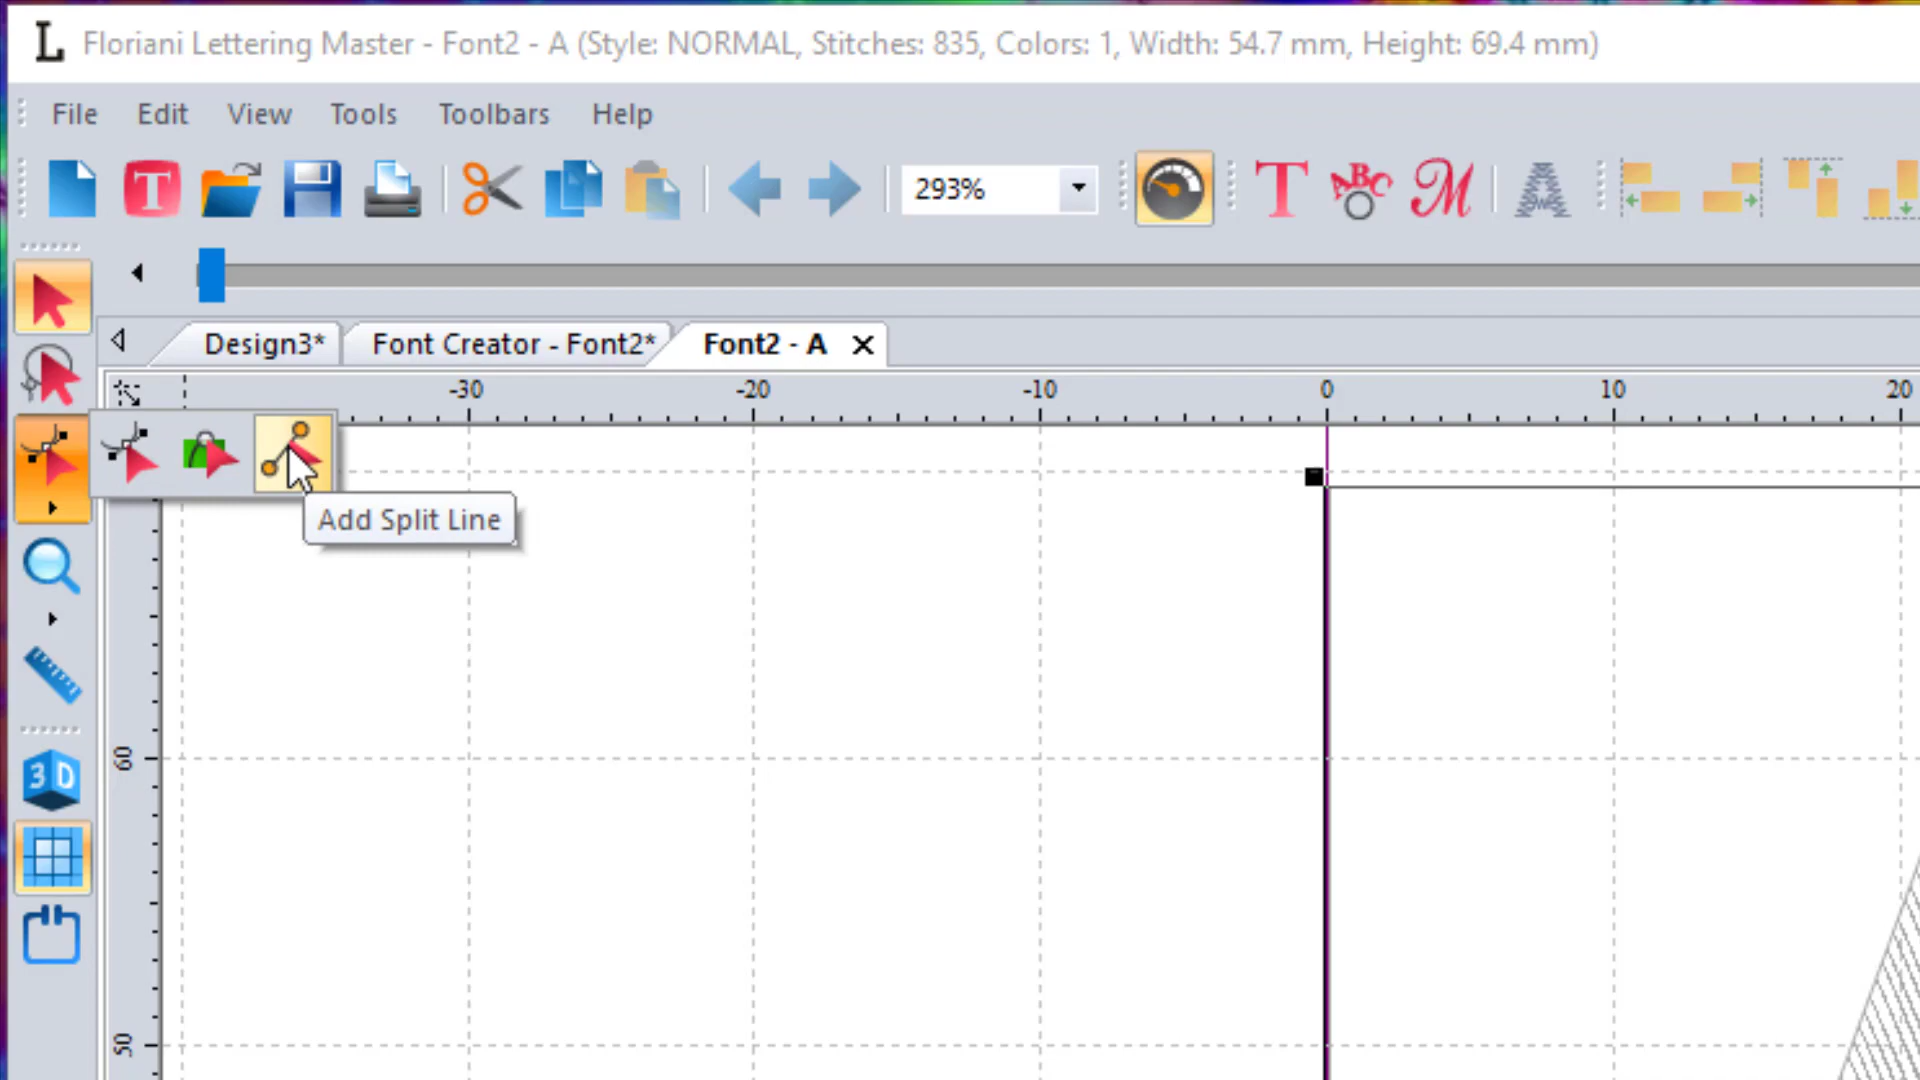 L Floriani Lettering Master - Font2 - A (Style: NORMAL, Stitches: 835, Colors: 1, Width: 54.7 mm, Height: 69.4 mm)
File Edit View Tools Toolbars Help
T 293% T ABC M A
Design3* Font Creator - Font2* Font2 - A
-30 -20 -10 0 10 20
Add Split Line
60
3D
50